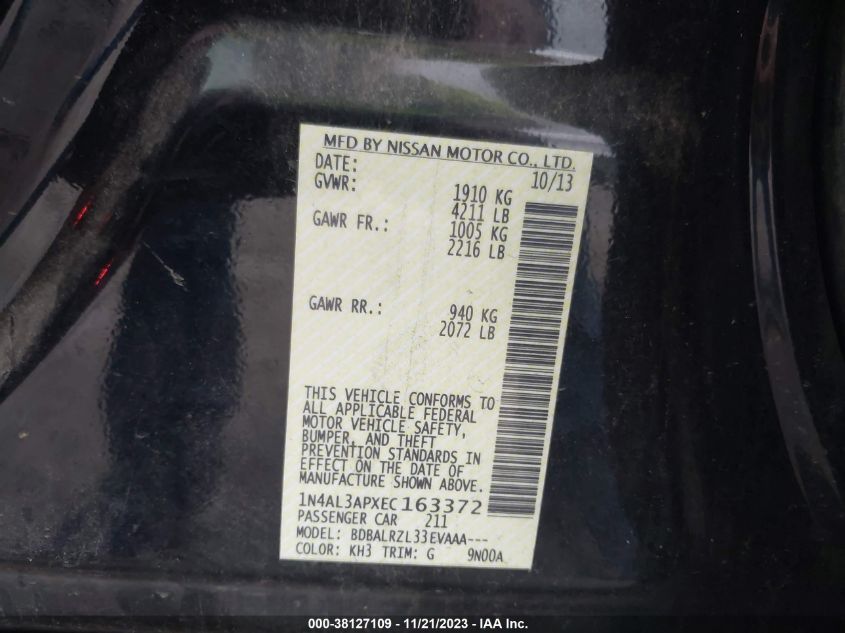 MFD BY NISSAN MOTOR CO., LTD.
DATE: 10/13
GVWR: 1910 KG
4211 LB
GAWR FR.: 1005 KG
2216 LB
GAWR RR.: 940 KG
2072 LB
THIS VEHICLE CONFORMS TO
ALL APPLICABLE FEDERAL
MOTOR VEHICLE SAFETY,
BUMPER, AND THEFT
PREVENTION STANDARDS IN
EFFECT ON THE DATE OF
MANUFACTURE SHOWN ABOVE.
1N4AL3APXEC163372
PASSENGER CAR 211
MODEL: BDBALRZL33EVAAA---
COLOR: KH3 TRIM: G 9N00A
000-38127109 - 11/21/2023 - IAA Inc.